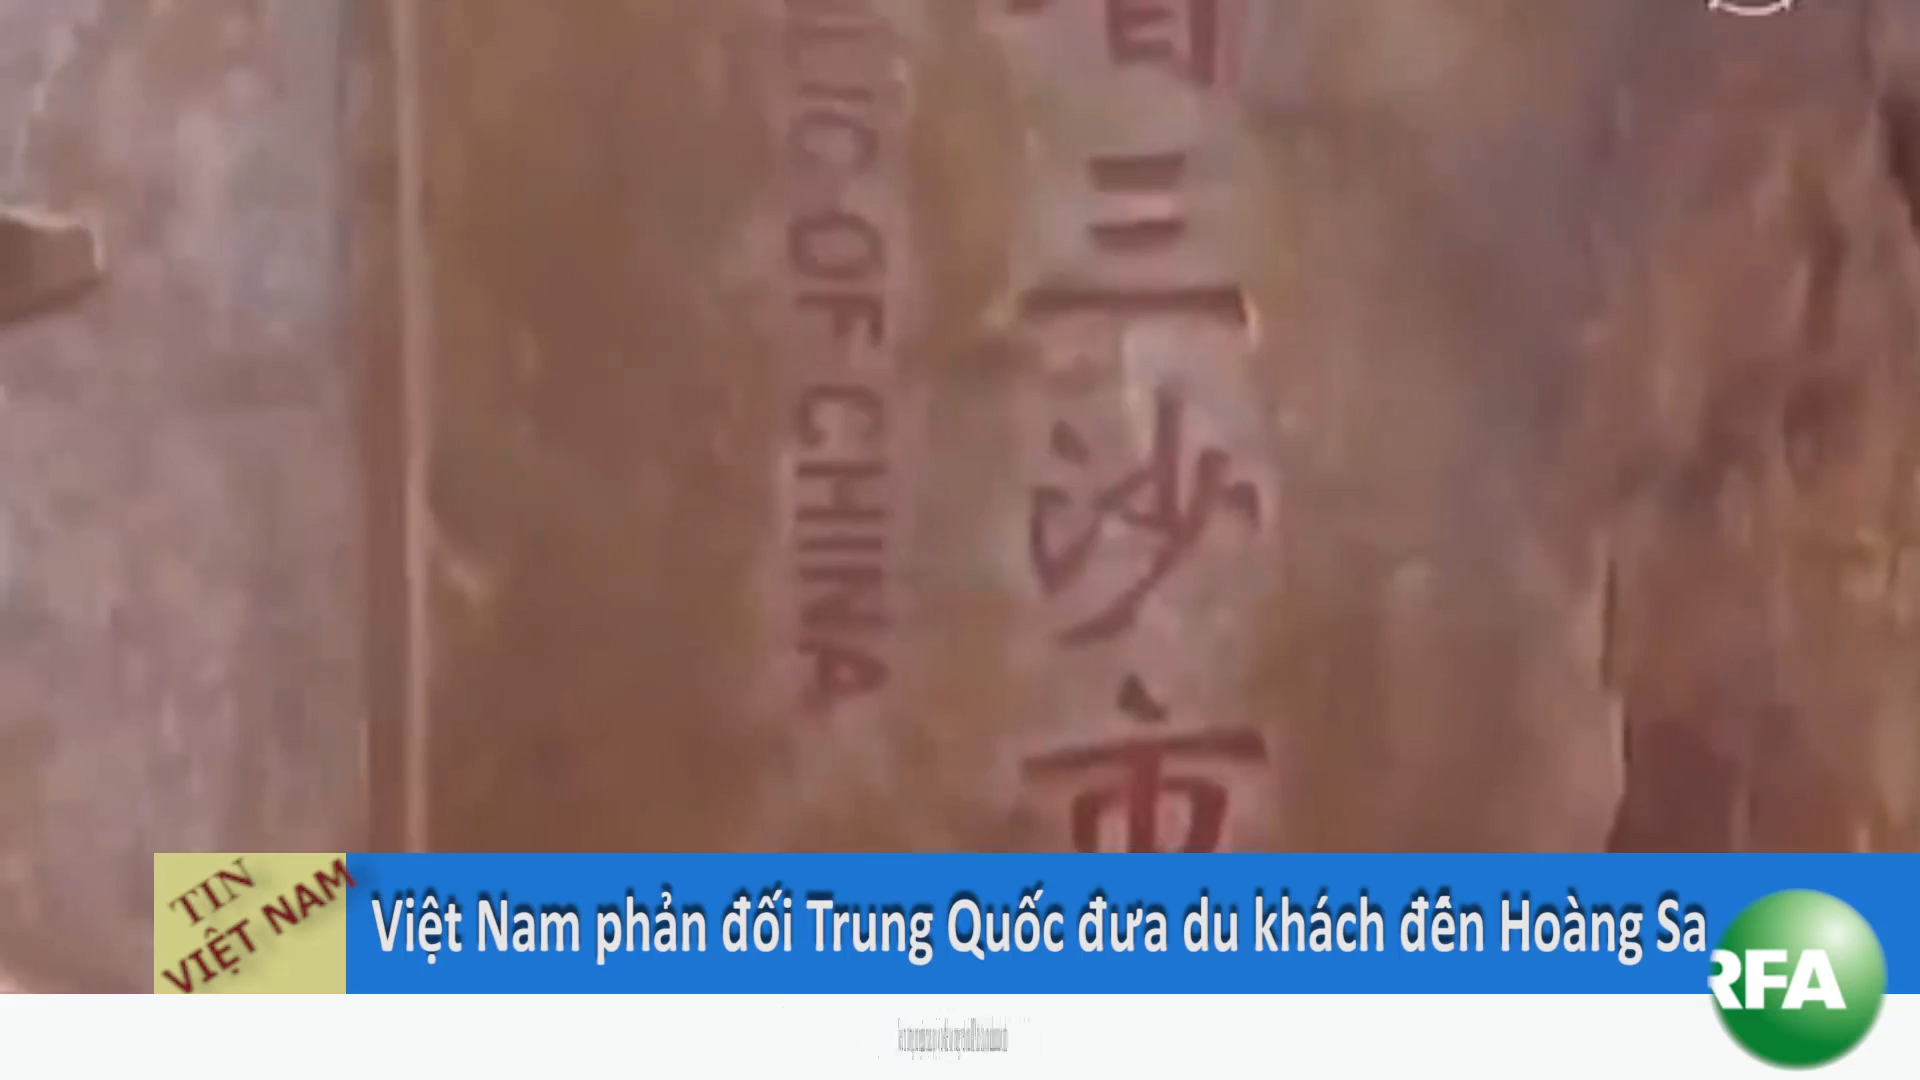 LIC OF CHINA
三沙市
TIN
VIỆT NAM
Việt Nam phản đối Trung Quốc đưa du khách đến Hoàng Sa
RFA